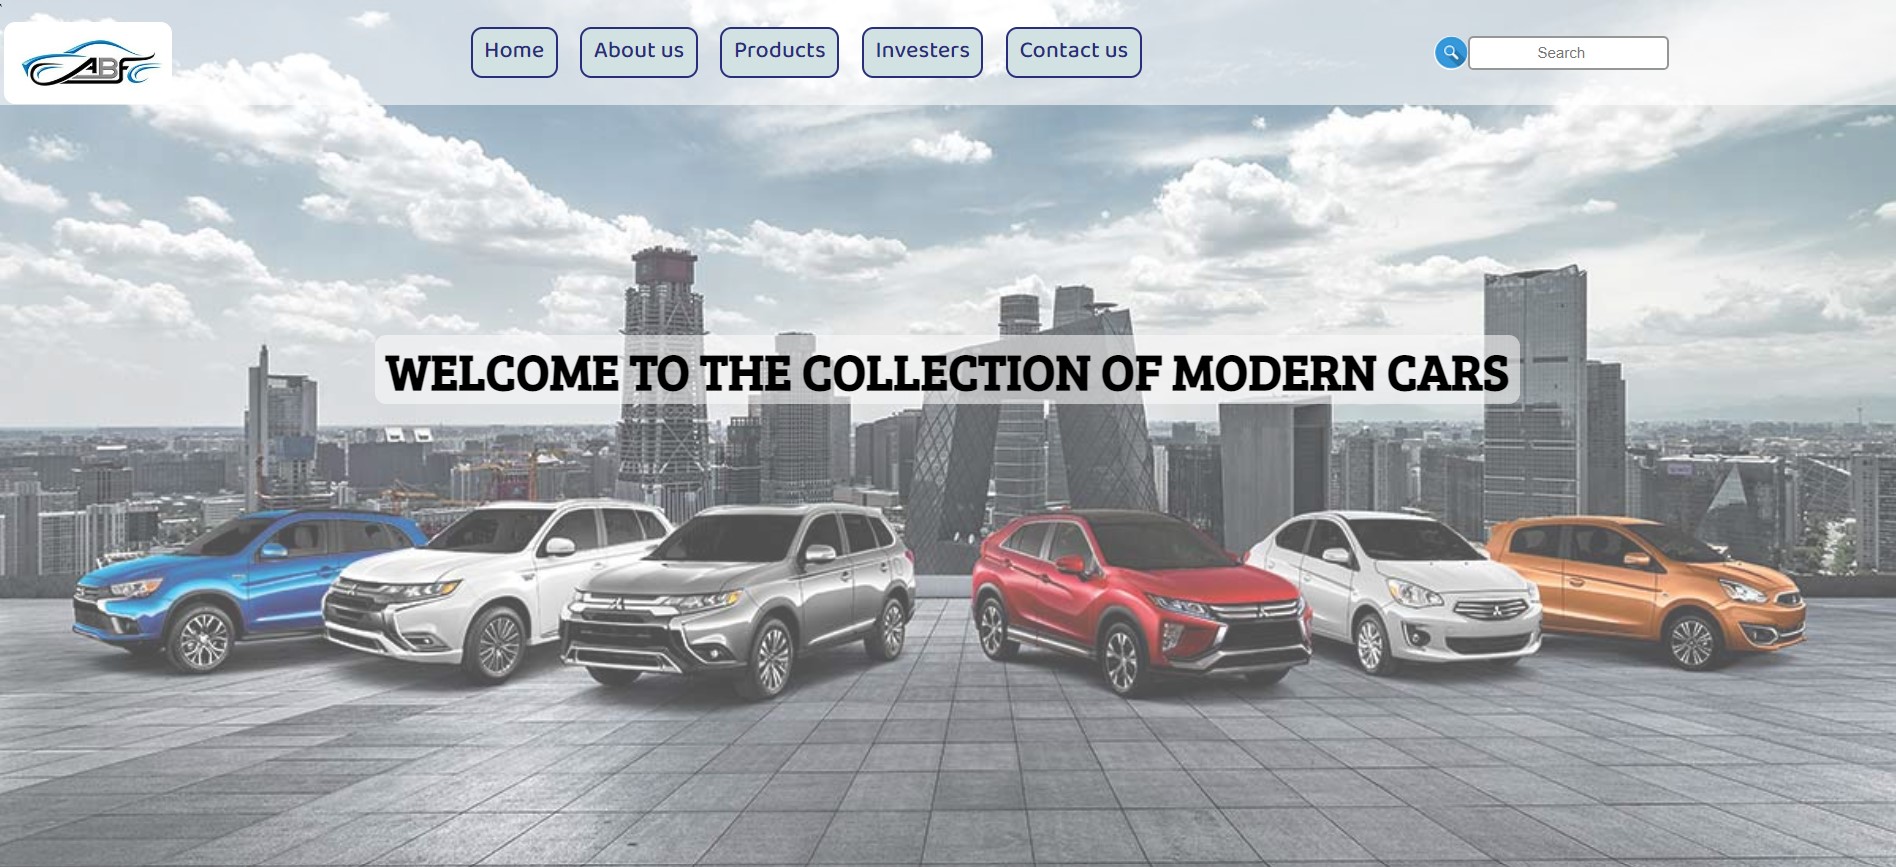 ABF
Home
About us
Products
Investers
Contact us
Search
WELCOME TO THE COLLECTION OF MODERN CARS